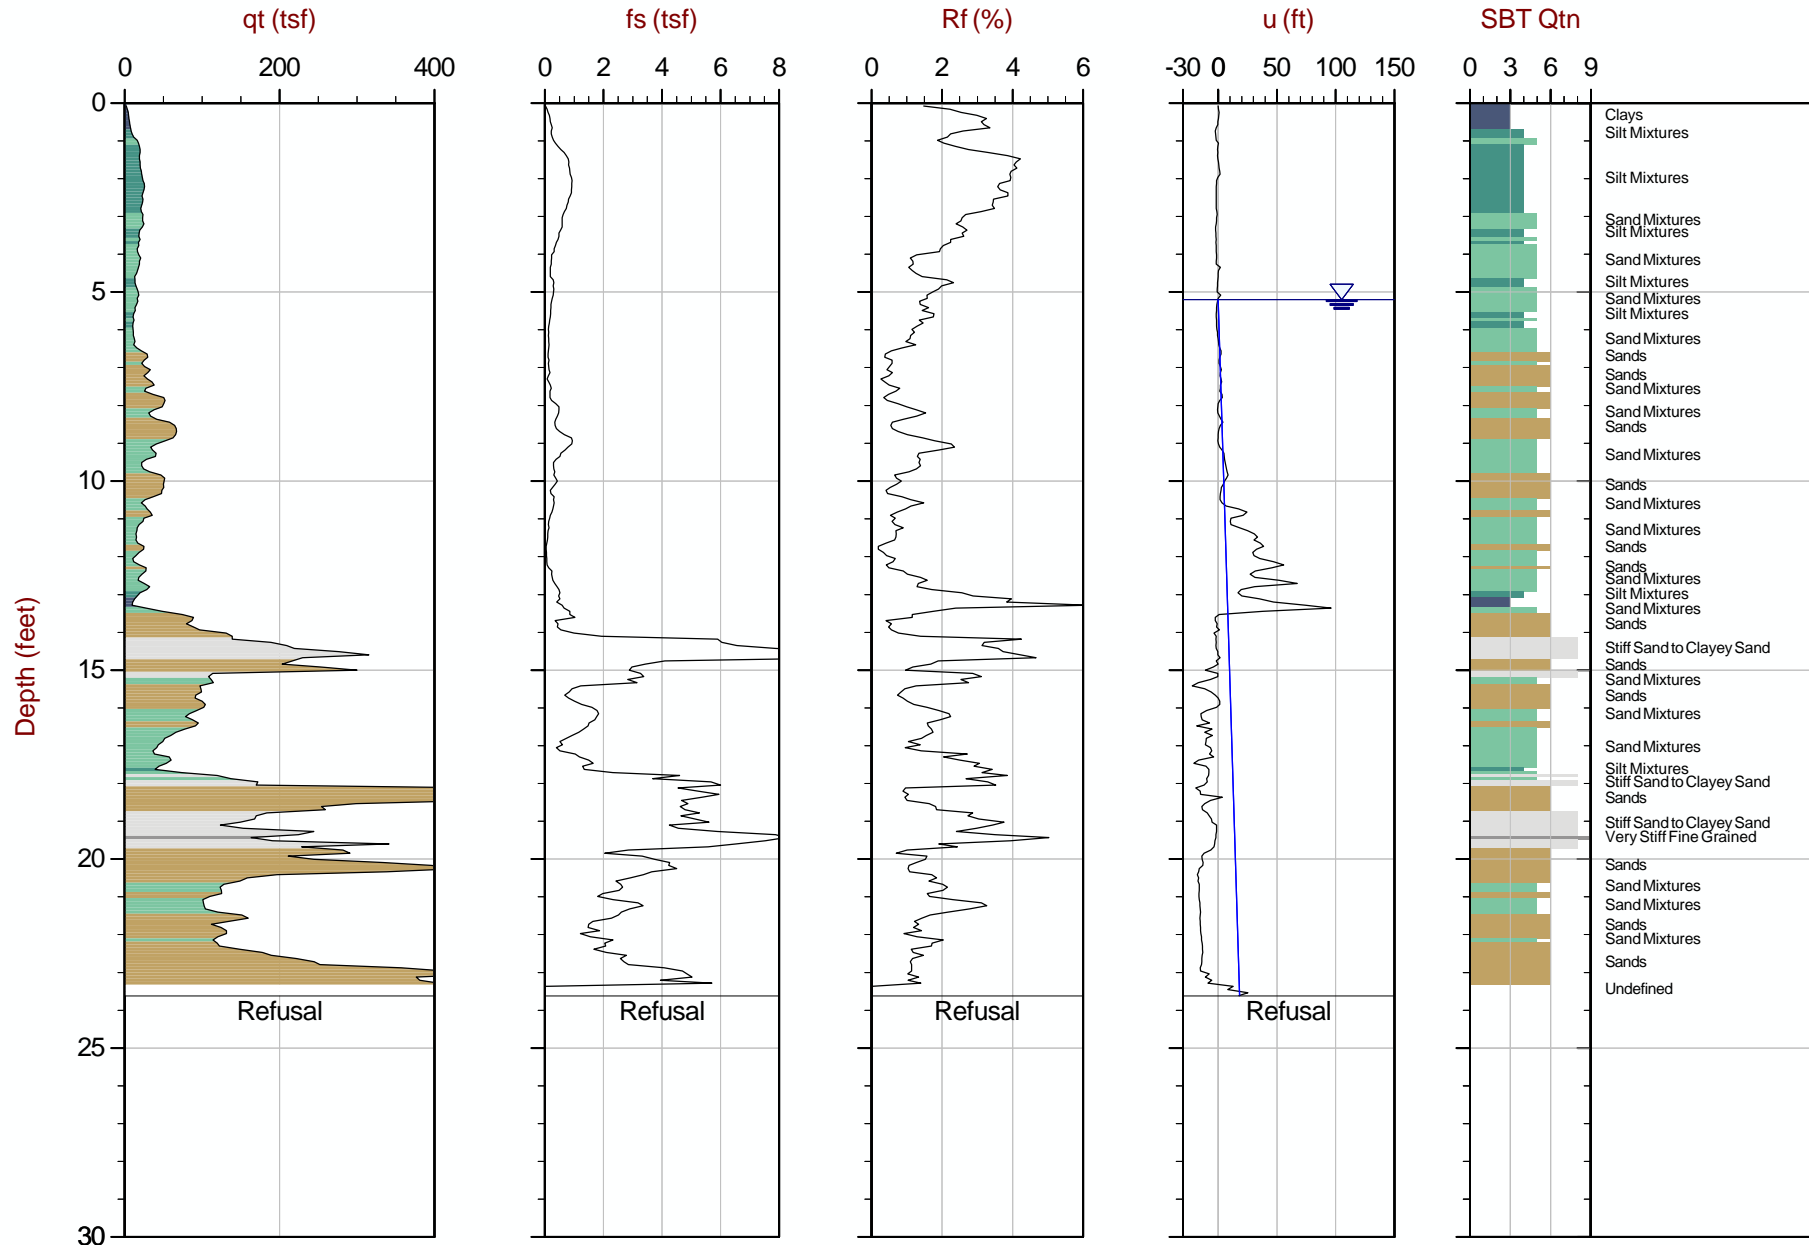 qt (tsf) fs (tsf) Rf (%) u (ft) SBT Qtn
0 200 400 0 2 4 6 8 0 2 4 6 -30 0 50 100 150 0 3 6 9
0
Clays
Silt Mixtures
Silt Mixtures
Sand Mixtures
Silt Mixtures
Sand Mixtures
Silt Mixtures
5
Sand Mixtures
Silt Mixtures
Sand Mixtures
Sands
Sands
Sand Mixtures
Sand Mixtures
Sands
Sand Mixtures
10
Sands
Sand Mixtures
Sand Mixtures
Sands
Sands
Sand Mixtures
Silt Mixtures
Sand Mixtures
Sands
Depth (feet)
Stiff Sand to Clayey Sand
15
Sands
Sand Mixtures
Sands
Sand Mixtures
Sand Mixtures
Silt Mixtures
Stiff Sand to Clayey Sand
Sands
Stiff Sand to Clayey Sand
Very Stiff Fine Grained
20
Sands
Sand Mixtures
Sand Mixtures
Sands
Sand Mixtures
Sands
Undefined
Refusal Refusal Refusal Refusal
25
30